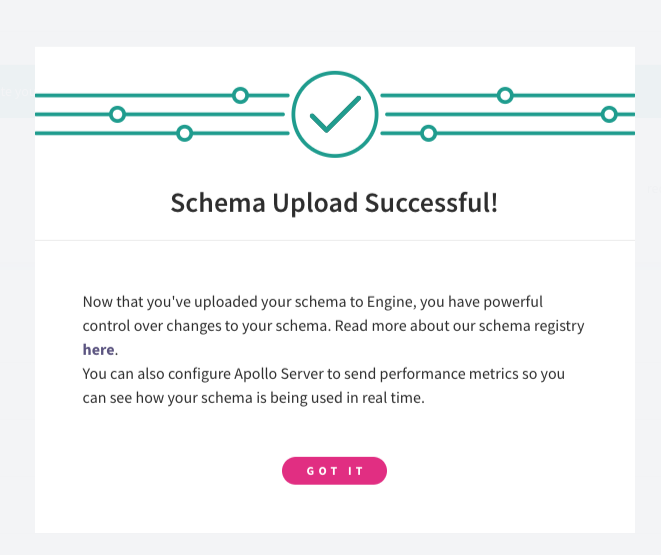 Schema Upload Successful!
Now that you've uploaded your schema to Engine, you have powerful
control over changes to your schema. Read more about our schema registry
here.
You can also configure Apollo Server to send performance metrics so you
can see how your schema is being used in real time.
GOT IT